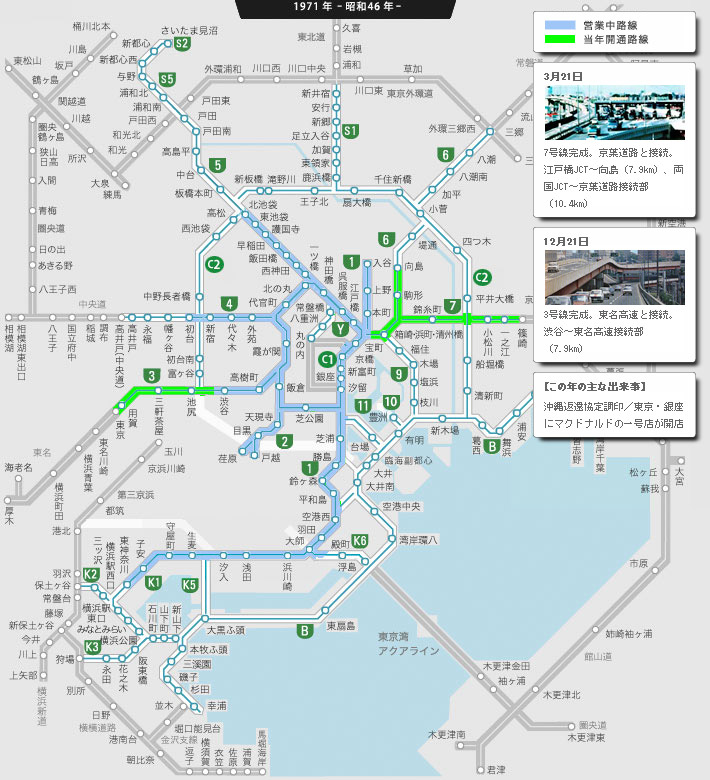 1971年 -昭和46年-
営業中路線
当年開通路線
3月21日
7号線完成。京葉道路と接続。
江戸橋JCT～向島（7.9km）、両
国JCT～京葉道路接続部
（10.4km）
12月21日
3号線完成。東名高速と接続。
渋谷～東名高速接続部
（7.9km）
【この年の主な出来事】
沖縄返還協定調印／東京・銀座
にマクドナルドの一号店が開店
桶川北本
さいたま見沼
S2
久喜
東北道
岩槻
浦和
東松山
川島
坂戸
鶴ヶ島
新都心
新都心西
与野
S5
浦和北
浦和南
外環浦和
川口西
川口中央
草加
川口東
東京外環道
常磐道
流山
三郷
外環三郷西
関越道
川越
圏央
鶴ヶ島
狭山
日高
所沢
大泉
練馬
和光北
和光
戸田西
戸田東
戸田
戸田南
新井宿
安行
新郷
足立入谷
加賀
東領家
鹿浜橋
S1
高島平
中台
5
板橋本町
新板橋
滝野川
王子北
扇大橋
千住新橋
小菅
6
八潮
八潮南
加平
入間
青梅
圏央道
日の出
あきる野
八王子西
高松
西池袋
北池袋
東池袋
護国寺
早稲田
飯田橋
西神田
一ツ橋
神田橋
呉服橋
江戸橋
1
入谷
上野
本町
6
向島
駒形
錦糸町
7
堤通
四つ木
C2
平井大橋
京
C2
中野長者橋
北の丸
代官町
常盤橋
八重洲
丸の内
Y
中央道
相模湖
相模湖東出口
八王子
国立府中
稲城
調布
高井戸（中央道）
高井戸
永福
幡ヶ谷
初台
新宿
4
代々木
外苑
霞が関
初台南
富ヶ谷
C1
銀座
宝町
京橋
新富町
汐留
箱崎・浜町・清洲橋
福住
木場
塩浜
枝川
9
小松川
一之江
篠崎
船堀橋
清新町
3
東京
用賀
三軒茶屋
池尻
渋谷
高樹町
飯倉
芝公園
天現寺
目黒
荏原
戸越
2
11
10
豊洲
台場
有明
新木場
葛西
舞浜
浦安
B
芝浦
勝島
1
鈴ヶ森
平和島
空港西
羽田
大師
臨海副都心
大井
大井南
空港中央
湾岸環八
東名
海老名
厚木
横浜町田
横浜青葉
東名川崎
玉川
京浜川崎
第三京浜
都筑
港北
守屋町
生麦
子安
東神奈川
横浜駅西口
三ッ沢
K1
K5
汐入
浅田
浜川崎
殿町
K6
浮島
羽沢
K2
保土ヶ谷
常盤台
藤塚
新保土ヶ谷
今井
川上
上矢部
横浜新道
横浜駅
東口
みなとみらい
横浜公園
石川町
山下町
新山下
K3
狩場
永田
花之木
阪東橋
大黒ふ頭
本牧ふ頭
三溪園
磯子
杉田
幸浦
並木
堀口能見台
B
東扇島
別所
日野
横横道路
港南台
朝比奈
金沢支線
逗子
横須賀
衣笠
佐原
浦賀
馬堀海岸
東京湾
アクアライン
木更津金田
袖ヶ浦
木更津北
圏央道
木更津東
木更津南
君津
館山道
姉崎袖ヶ浦
市原
蘇我
松ヶ丘
大宮